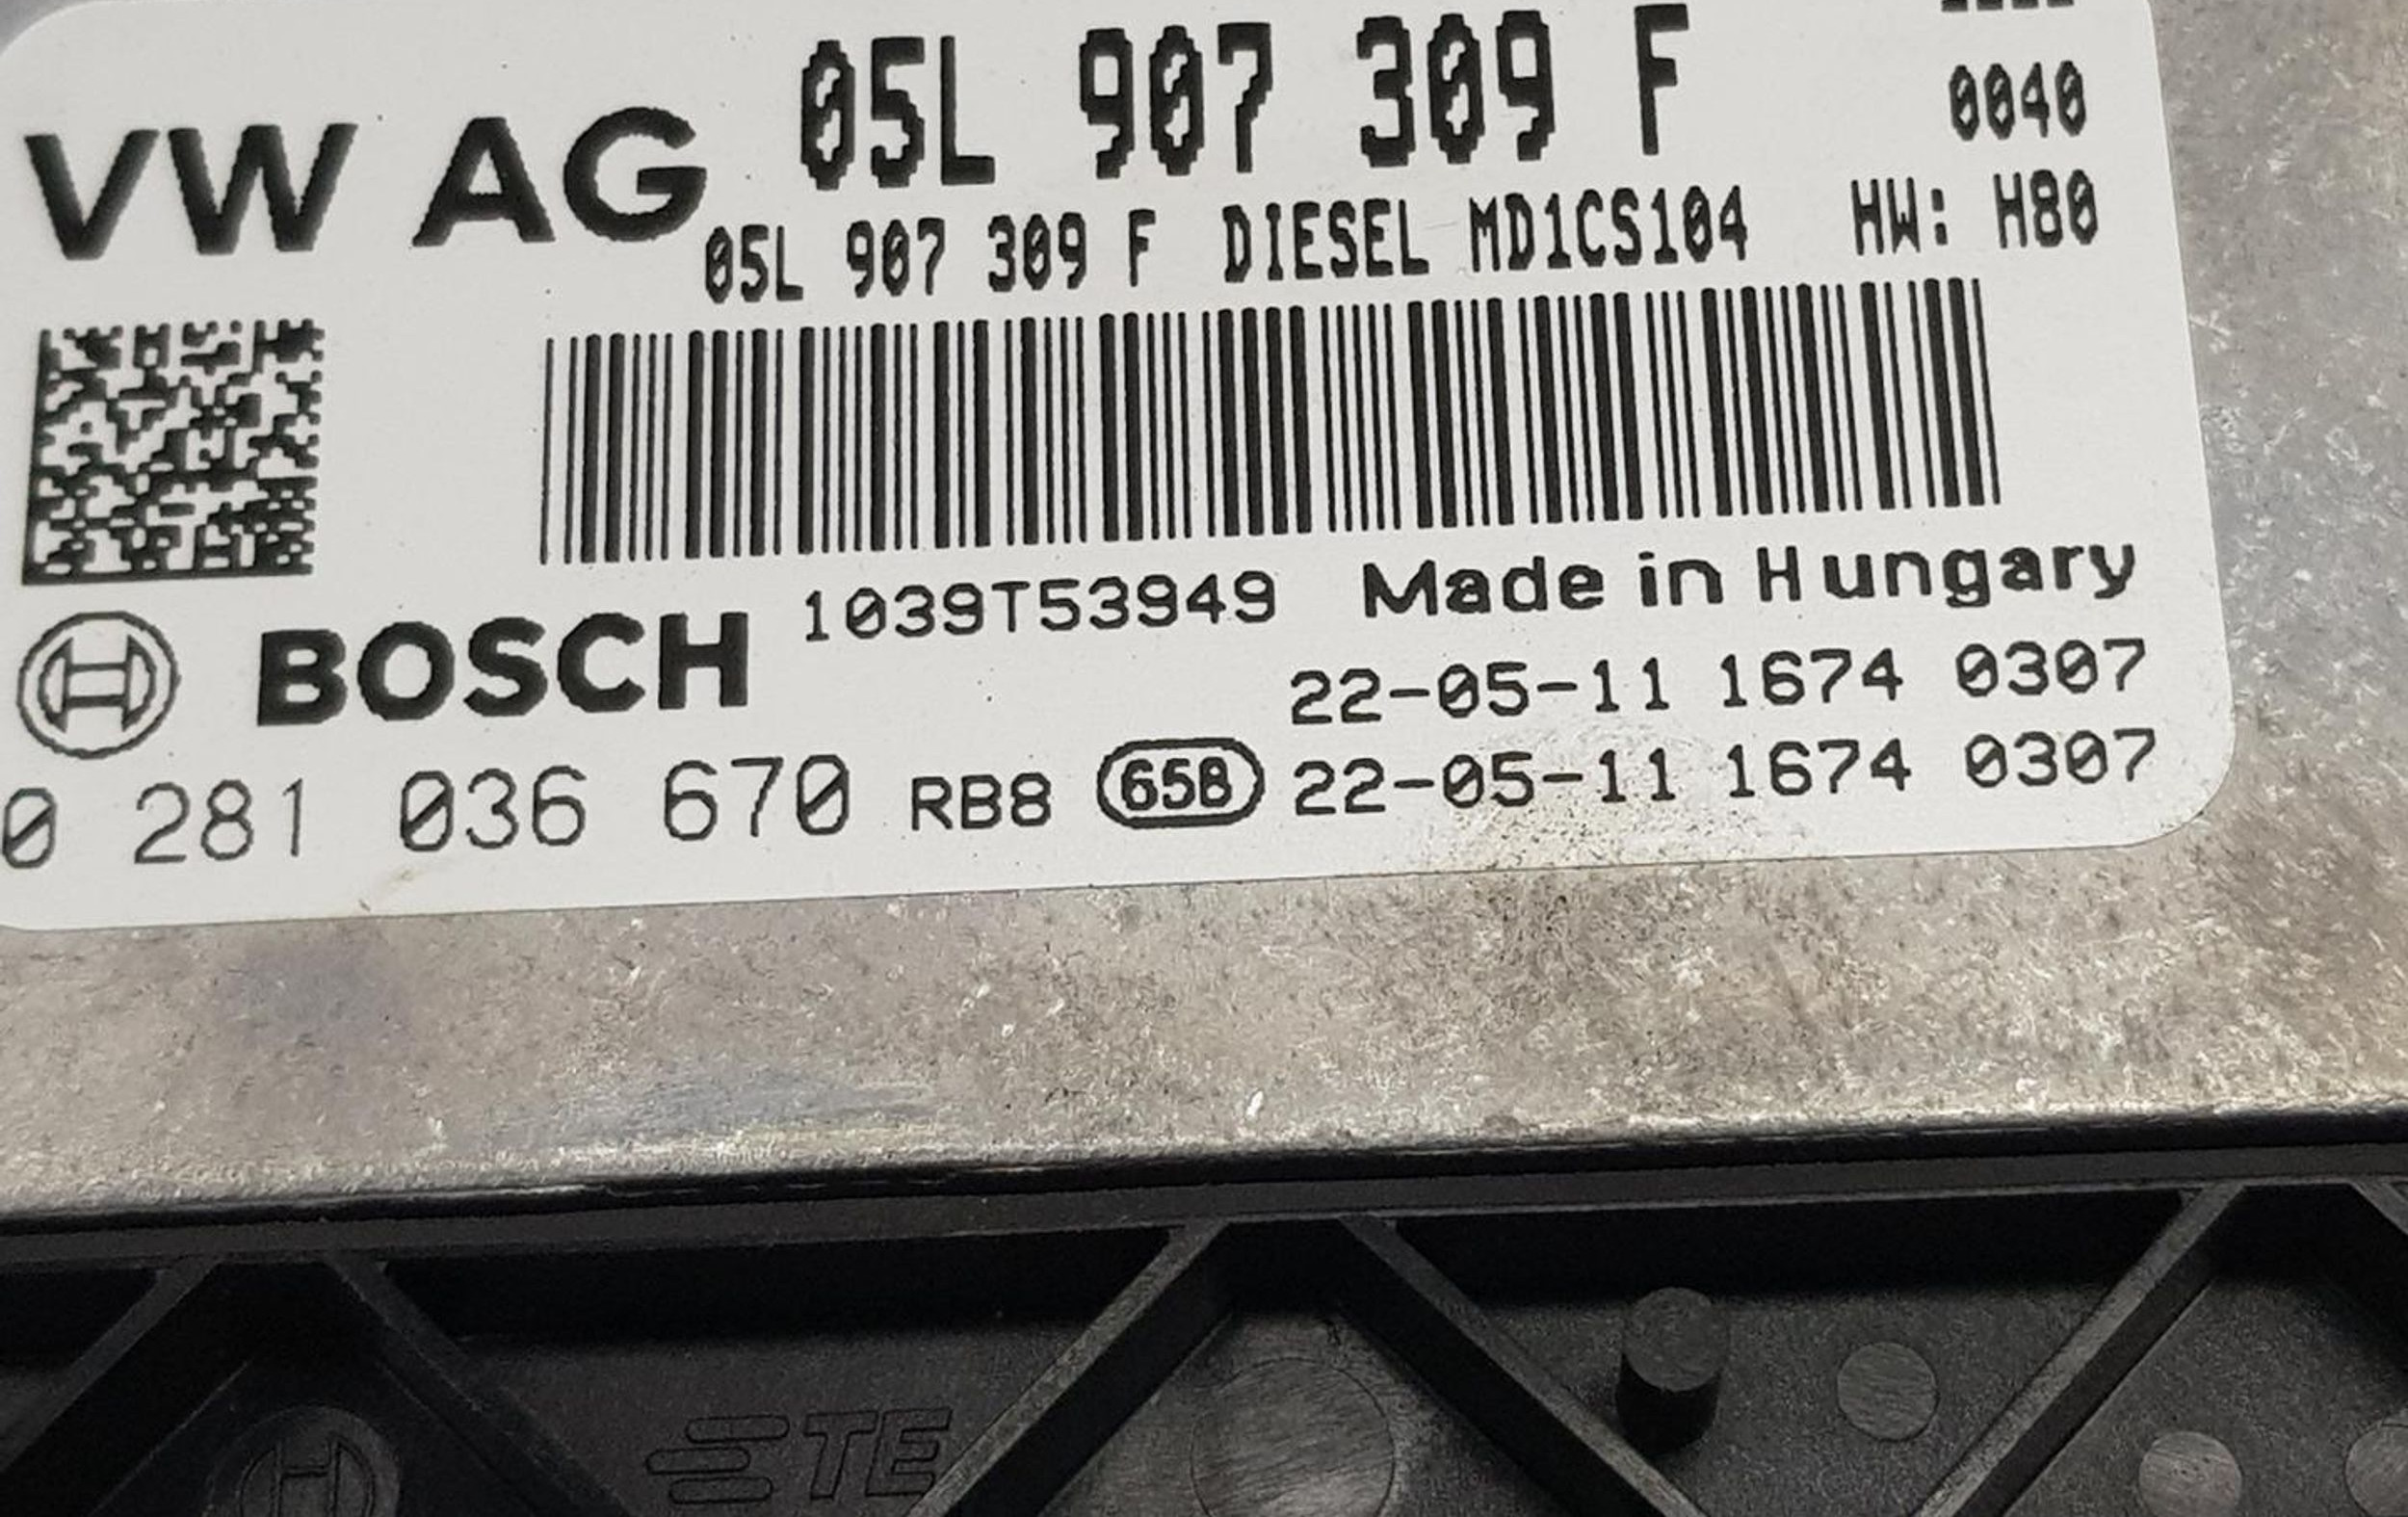 VW AG 05L 907 309 F 0040
05L 907 309 F DIESEL MD1CS104 HW: H80
BOSCH 1039T53949 Made in Hungary
22-05-11 1674 0307
0 281 036 670 RB8 658 22-05-11 1674 0307
TE